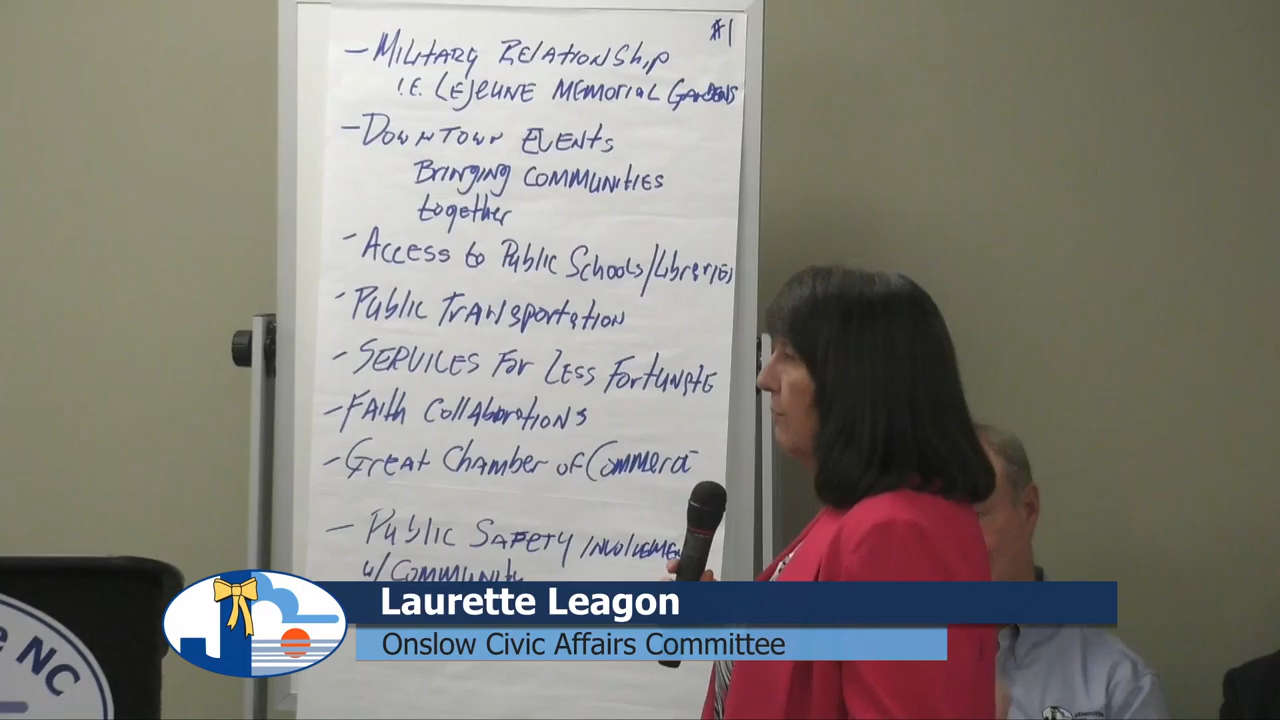 #1
- Military Relationship
i.e. Lejeune Memorial Gardens
- Downtown Events
Bringing Communities
together
- Access to Public Schools/Libraries
- Public Transportation
- Services For Less Fortunate
- Faith Collaborations
- Great Chamber of Commerce
- Public Safety Involvement
w/ Community
Laurette Leagon
Onslow Civic Affairs Committee
NC